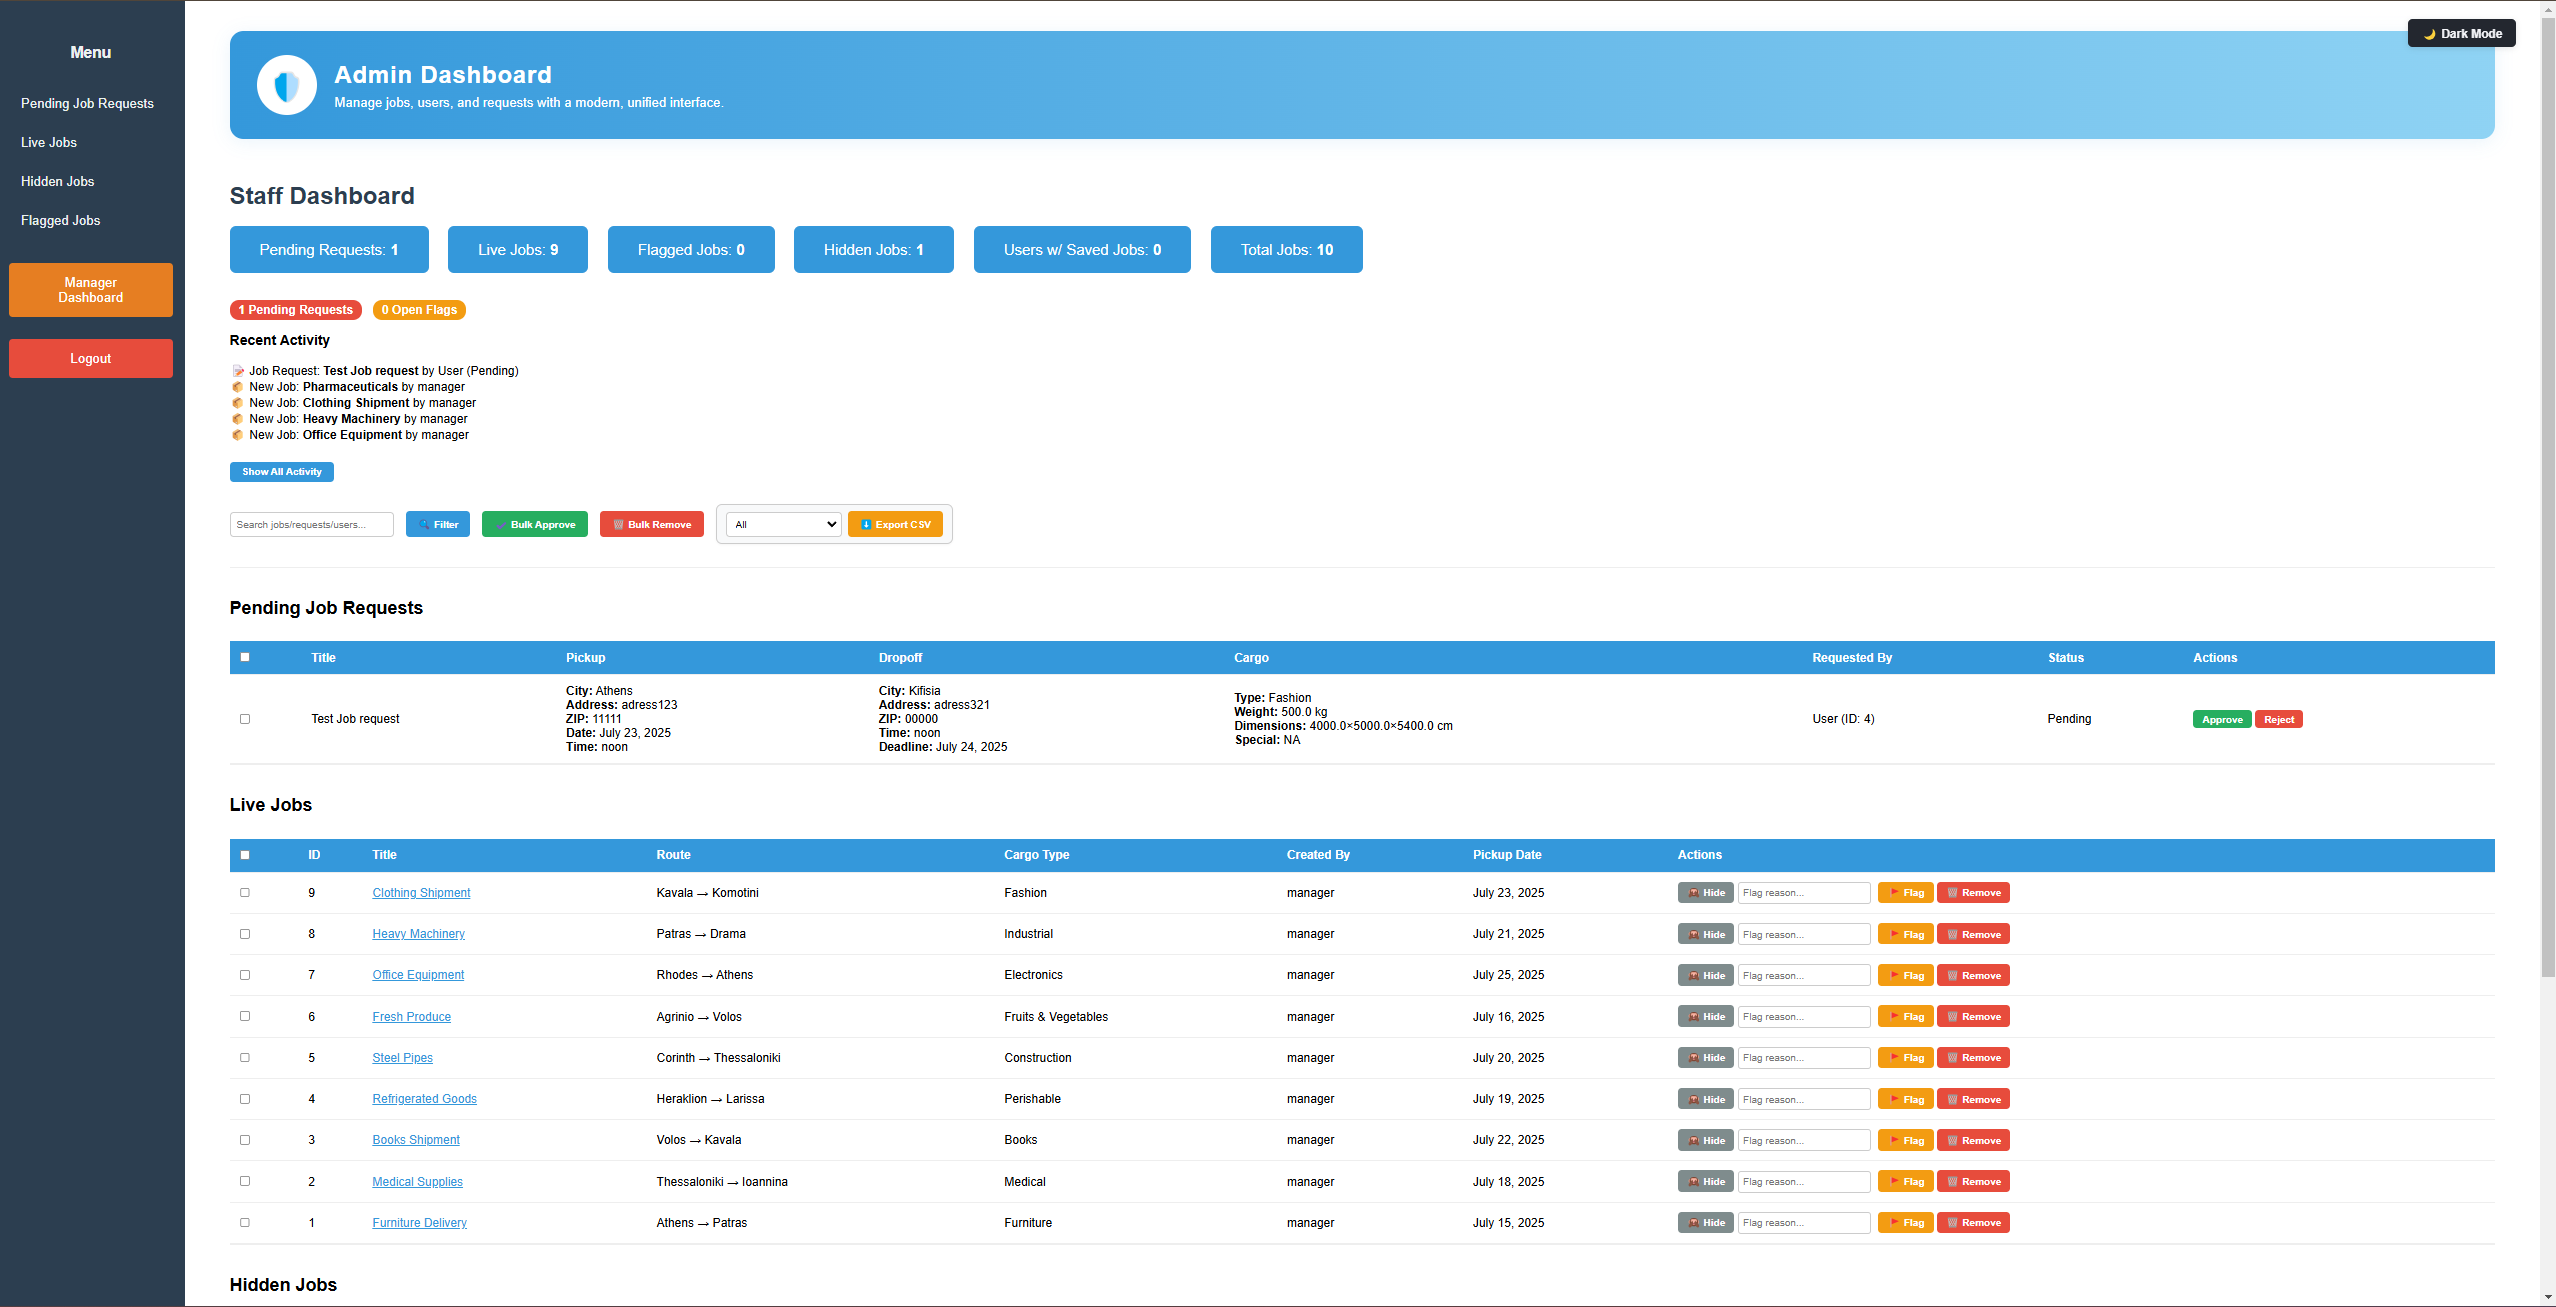 Menu
Pending Job Requests
Live Jobs
Hidden Jobs
Flagged Jobs
Manager
Dashboard
Logout
Dark Mode
Admin Dashboard
Manage jobs, users, and requests with a modern, unified interface.
Staff Dashboard
Pending Requests: 1 Live Jobs: 9 Flagged Jobs: 0 Hidden Jobs: 1 Users w/ Saved Jobs: 0 Total Jobs: 10
1 Pending Requests 0 Open Flags
Recent Activity
Job Request: Test Job request by User (Pending)
New Job: Pharmaceuticals by manager
New Job: Clothing Shipment by manager
New Job: Heavy Machinery by manager
New Job: Office Equipment by manager
Show All Activity
Search jobs/requests/users... Filter Bulk Approve Bulk Remove All Export CSV
Pending Job Requests
Title Pickup Dropoff Cargo Requested By Status Actions
Test Job request
City: Athens
Address: adress123
ZIP: 11111
Date: July 23, 2025
Time: noon
City: Kifisia
Address: adress321
ZIP: 00000
Time: noon
Deadline: July 24, 2025
Type: Fashion
Weight: 500.0 kg
Dimensions: 4000.0×5000.0×5400.0 cm
Special: NA
User (ID: 4)
Pending
Approve Reject
Live Jobs
ID Title Route Cargo Type Created By Pickup Date Actions
9 Clothing Shipment Kavala → Komotini Fashion manager July 23, 2025 Hide Flag reason... Flag Remove
8 Heavy Machinery Patras → Drama Industrial manager July 21, 2025 Hide Flag reason... Flag Remove
7 Office Equipment Rhodes → Athens Electronics manager July 25, 2025 Hide Flag reason... Flag Remove
6 Fresh Produce Agrinio → Volos Fruits & Vegetables manager July 16, 2025 Hide Flag reason... Flag Remove
5 Steel Pipes Corinth → Thessaloniki Construction manager July 20, 2025 Hide Flag reason... Flag Remove
4 Refrigerated Goods Heraklion → Larissa Perishable manager July 19, 2025 Hide Flag reason... Flag Remove
3 Books Shipment Volos → Kavala Books manager July 22, 2025 Hide Flag reason... Flag Remove
2 Medical Supplies Thessaloniki → Ioannina Medical manager July 18, 2025 Hide Flag reason... Flag Remove
1 Furniture Delivery Athens → Patras Furniture manager July 15, 2025 Hide Flag reason... Flag Remove
Hidden Jobs